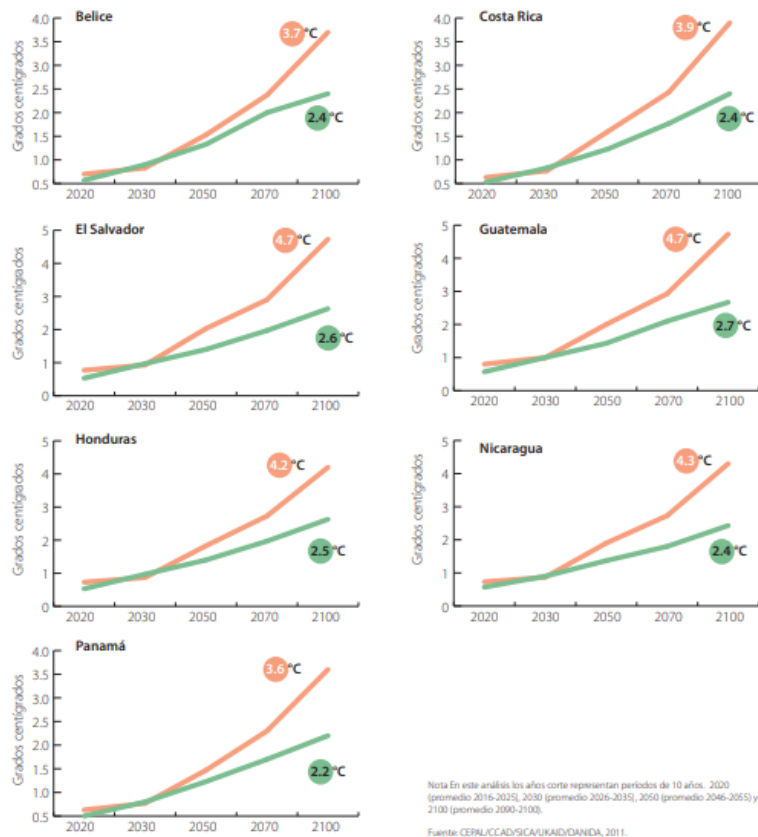 Belice
Grados centígrados
4.0
3.5
3.0
2.5
2.0
1.5
1.0
0.5
3.7 °C
2.4 °C
2020 2030 2050 2070 2100
Costa Rica
Grados centígrados
4.0
3.5
3.0
2.5
2.0
1.5
1.0
0.5
3.9 °C
2.4 °C
2020 2030 2050 2070 2100
El Salvador
Grados centígrados
5
4
3
2
1
0
4.7 °C
2.6 °C
2020 2030 2050 2070 2100
Guatemala
Grados centígrados
5
4
3
2
1
0
4.7 °C
2.7 °C
2020 2030 2050 2070 2100
Honduras
Grados centígrados
5
4
3
2
1
0
4.2 °C
2.5 °C
2020 2030 2050 2070 2100
Nicaragua
Grados centígrados
5
4
3
2
1
0
4.3 °C
2.4 °C
2020 2030 2050 2070 2100
Panamá
Grados centígrados
4.0
3.5
3.0
2.5
2.0
1.5
1.0
0.5
3.6 °C
2.2 °C
2020 2030 2050 2070 2100
Nota En este análisis los años corte representan períodos de 10 años. 2020
(promedio 2016-2025), 2030 (promedio 2026-2035), 2050 (promedio 2046-2055) y
2100 (promedio 2090-2100).
Fuente: CEPAL/CCAD/SICA/UKAID/DANIDA, 2011.